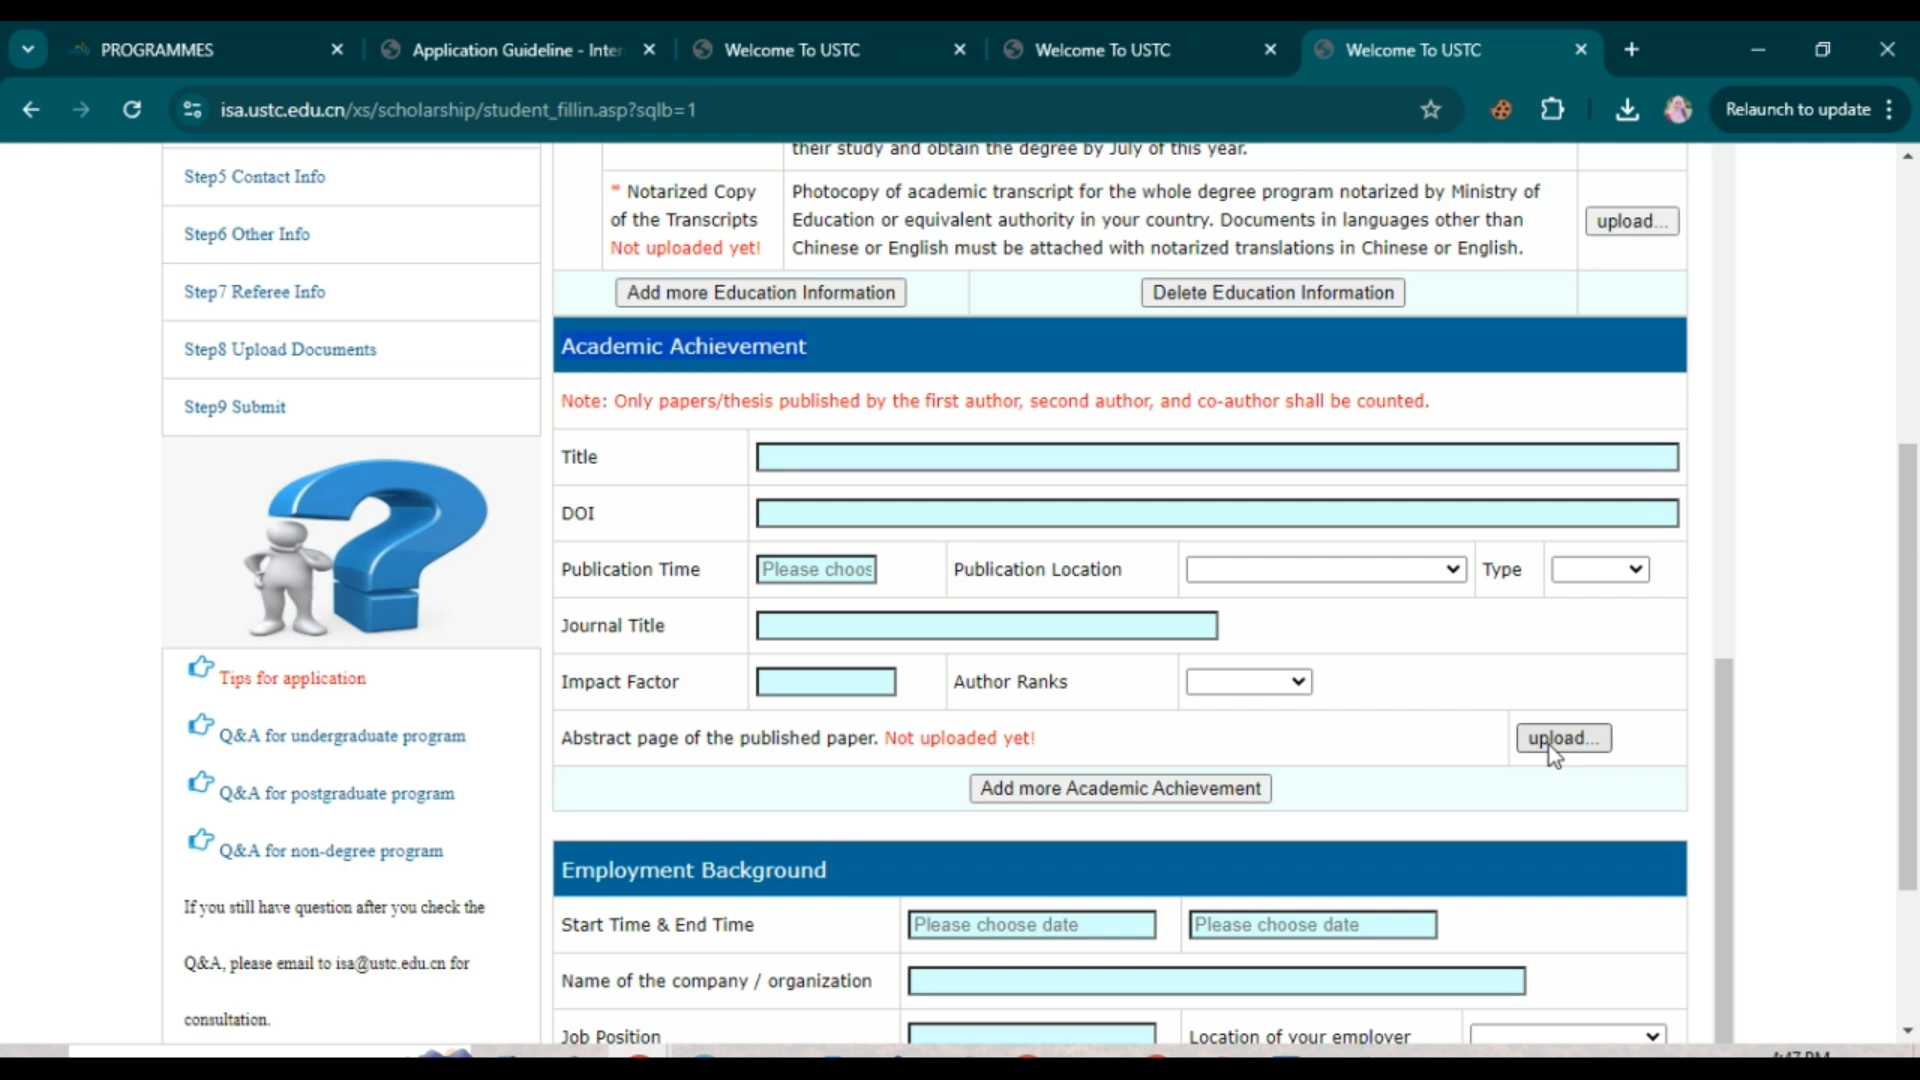 PROGRAMMES
Application Guideline - Inter
Welcome To USTC
Welcome To USTC
Welcome To USTC
isa.ustc.edu.cn/xs/scholarship/student_fillin.asp?sqlb=1
Relaunch to update
their study and obtain the degree by July of this year.
Step5 Contact Info
Step6 Other Info
Step7 Referee Info
Step8 Upload Documents
Step9 Submit
Tips for application
Q&A for undergraduate program
Q&A for postgraduate program
Q&A for non-degree program
If you still have question after you check the
Q&A, please email to isa@ustc.edu.cn for
consultation.
* Notarized Copy
of the Transcripts
Not uploaded yet!
Photocopy of academic transcript for the whole degree program notarized by Ministry of
Education or equivalent authority in your country. Documents in languages other than
Chinese or English must be attached with notarized translations in Chinese or English.
upload...
Add more Education Information
Delete Education Information
Academic Achievement
Note: Only papers/thesis published by the first author, second author, and co-author shall be counted.
Title
DOI
Publication Time
Please choos
Publication Location
Type
Journal Title
Impact Factor
Author Ranks
Abstract page of the published paper. Not uploaded yet!
upload...
Add more Academic Achievement
Employment Background
Start Time & End Time
Please choose date
Please choose date
Name of the company / organization
Job Position
Location of your employer
4:47 PM